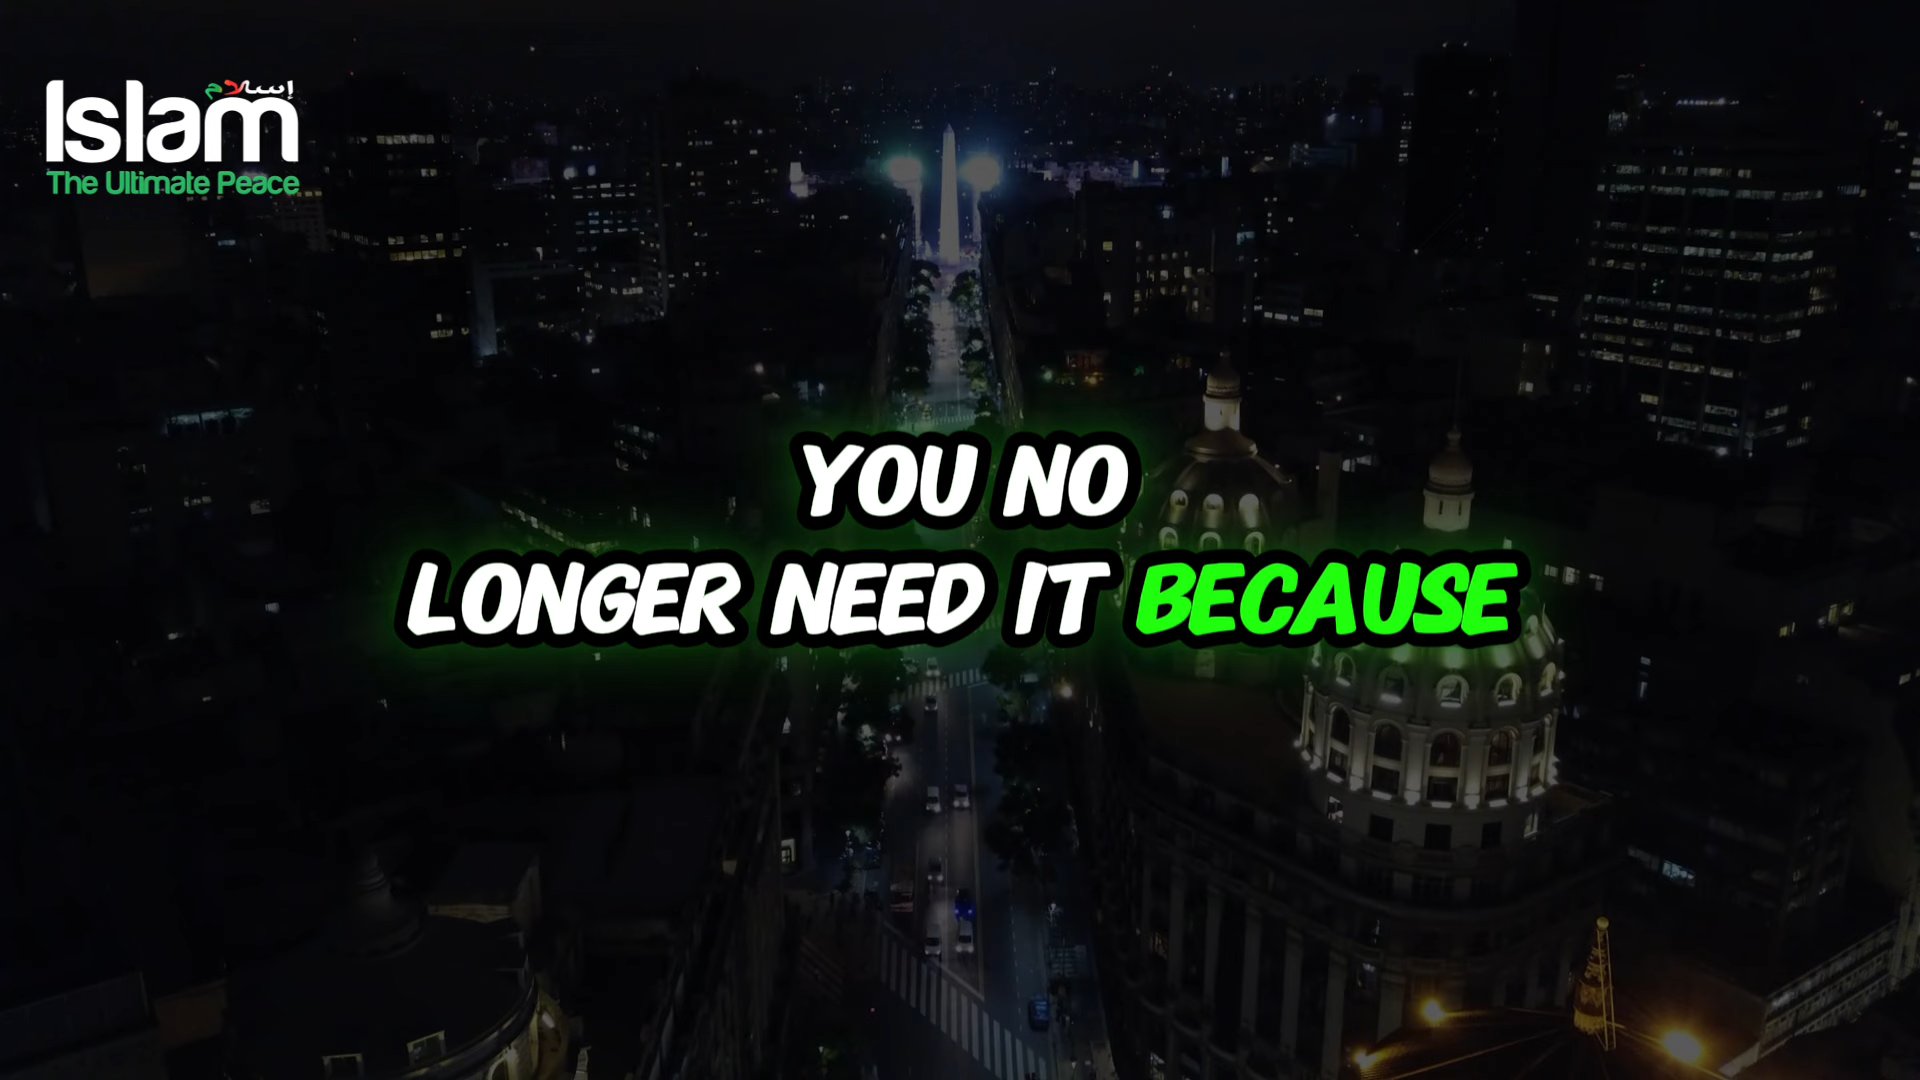 إسلام
Islam
The Ultimate Peace
YOU NO
LONGER NEED IT BECAUSE